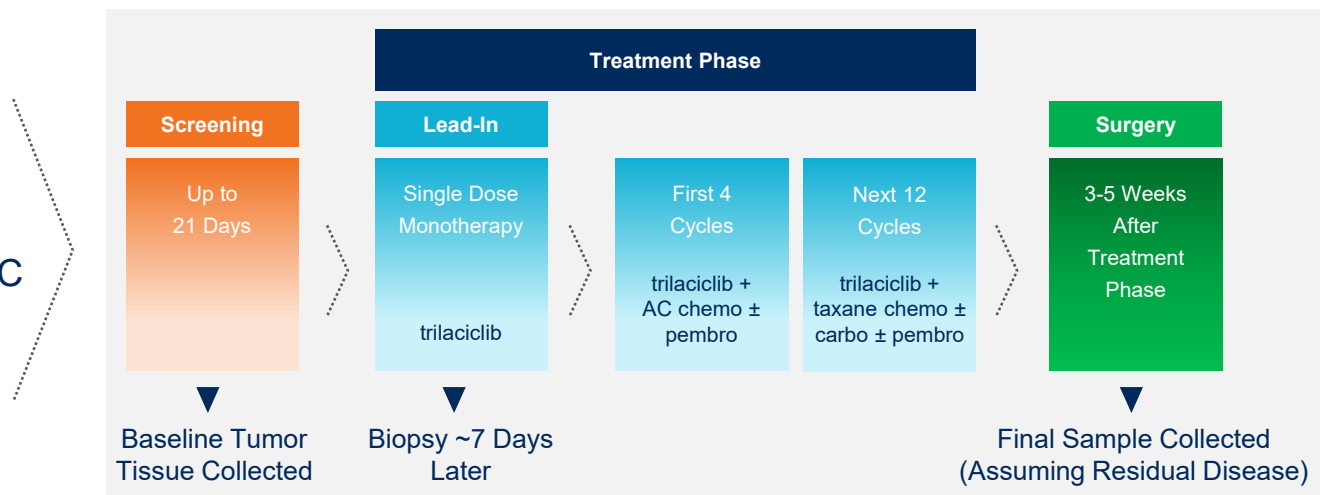 C
Treatment Phase
Screening
Lead-In
Surgery
Up to
21 Days
Single Dose
Monotherapy
trilaciclib
First 4
Cycles
trilaciclib +
AC chemo ±
pembro
Next 12
Cycles
trilaciclib +
taxane chemo ±
carbo ± pembro
3-5 Weeks
After
Treatment
Phase
Baseline Tumor
Tissue Collected
Biopsy ~7 Days
Later
Final Sample Collected
(Assuming Residual Disease)